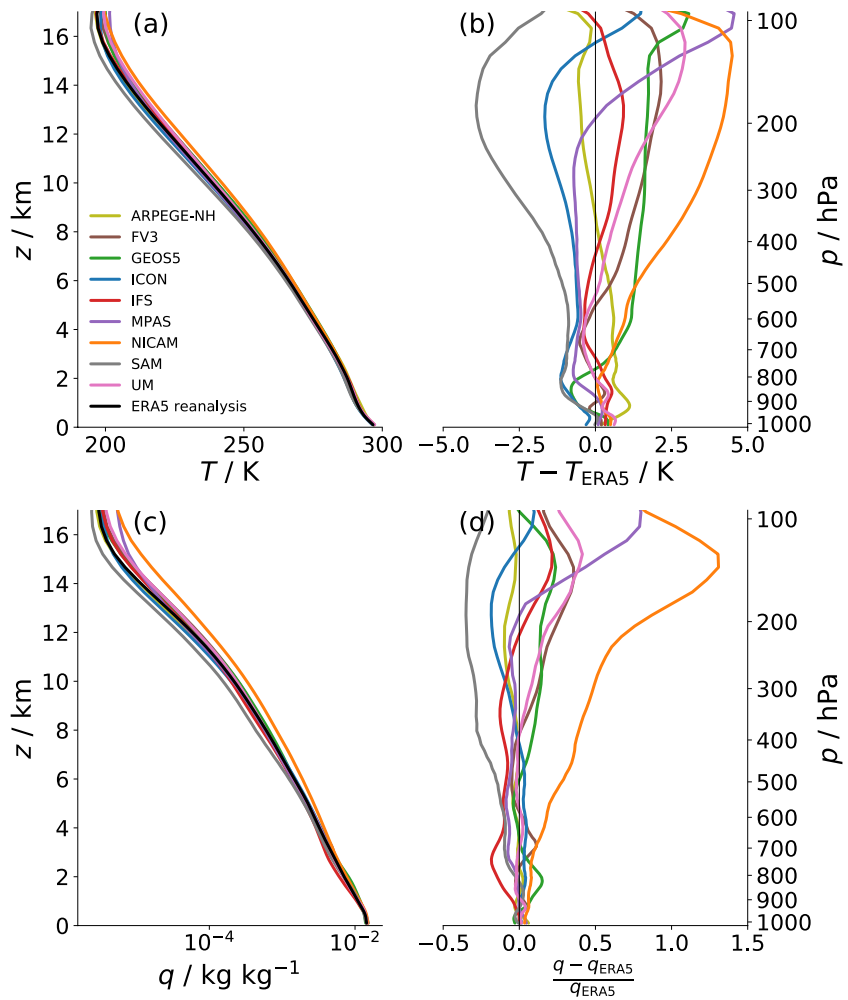 (a)
16
14
12
10
8
6
4
2
0
z / km
ARPEGE-NH
FV3
GEOS5
ICON
IFS
MPAS
NICAM
SAM
UM
ERA5 reanalysis
200 250 300
T / K
(b)
100
200
300
400
500
600
700
800
900
1000
p / hPa
−5.0 −2.5 0.0 2.5 5.0
T − T_ERA5 / K
(c)
16
14
12
10
8
6
4
2
0
z / km
10⁻⁴ 10⁻²
q / kg kg⁻¹
(d)
100
200
300
400
500
600
700
800
900
1000
p / hPa
−0.5 0.0 0.5 1.0 1.5
q − q_ERA5
q_ERA5